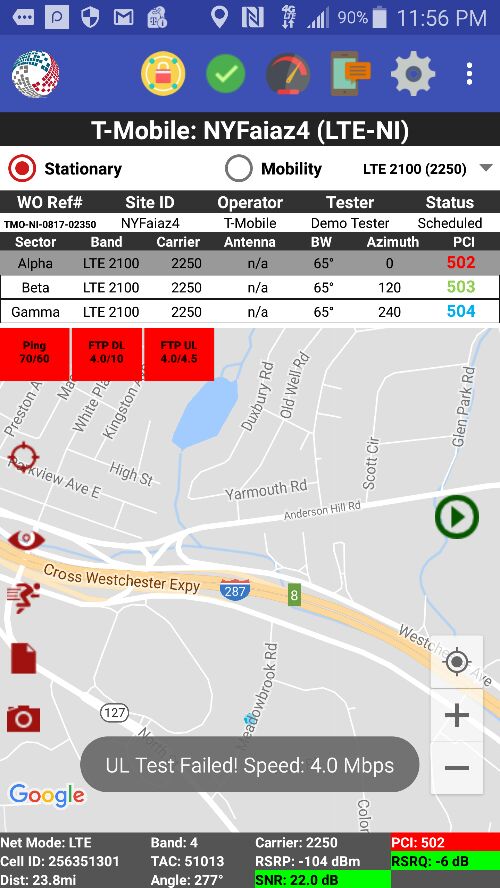 4G LTE 90% 11:56 PM
T-Mobile: NYFaiaz4 (LTE-NI)
Stationary Mobility LTE 2100 (2250)
WO Ref# Site ID Operator Tester Status
TMO-NI-0817-02350 NYFaiaz4 T-Mobile Demo Tester Scheduled
Sector Band Carrier Antenna BW Azimuth PCI
Alpha LTE 2100 2250 n/a 65° 0 502
Beta LTE 2100 2250 n/a 65° 120 503
Gamma LTE 2100 2250 n/a 65° 240 504
Ping FTP DL FTP UL
70/60 4.0/10 4.0/4.5
Preston A
Ma
White Pla
Kingston A
Duxbury Rd
Old Well Rd
Glen Park Rd
Scott Cir
High St
Parkview Ave E
Yarmouth Rd
Anderson Hill Rd
Cross Westchester Expy
287
8
Westch Ave
Meadowbrook Rd
127
North
UL Test Failed! Speed: 4.0 Mbps
Google
Color
Net Mode: LTE Band: 4 Carrier: 2250 PCI: 502
Cell ID: 256351301 TAC: 51013 RSRP: -104 dBm RSRQ: -6 dB
Dist: 23.8mi Angle: 277° SNR: 22.0 dB